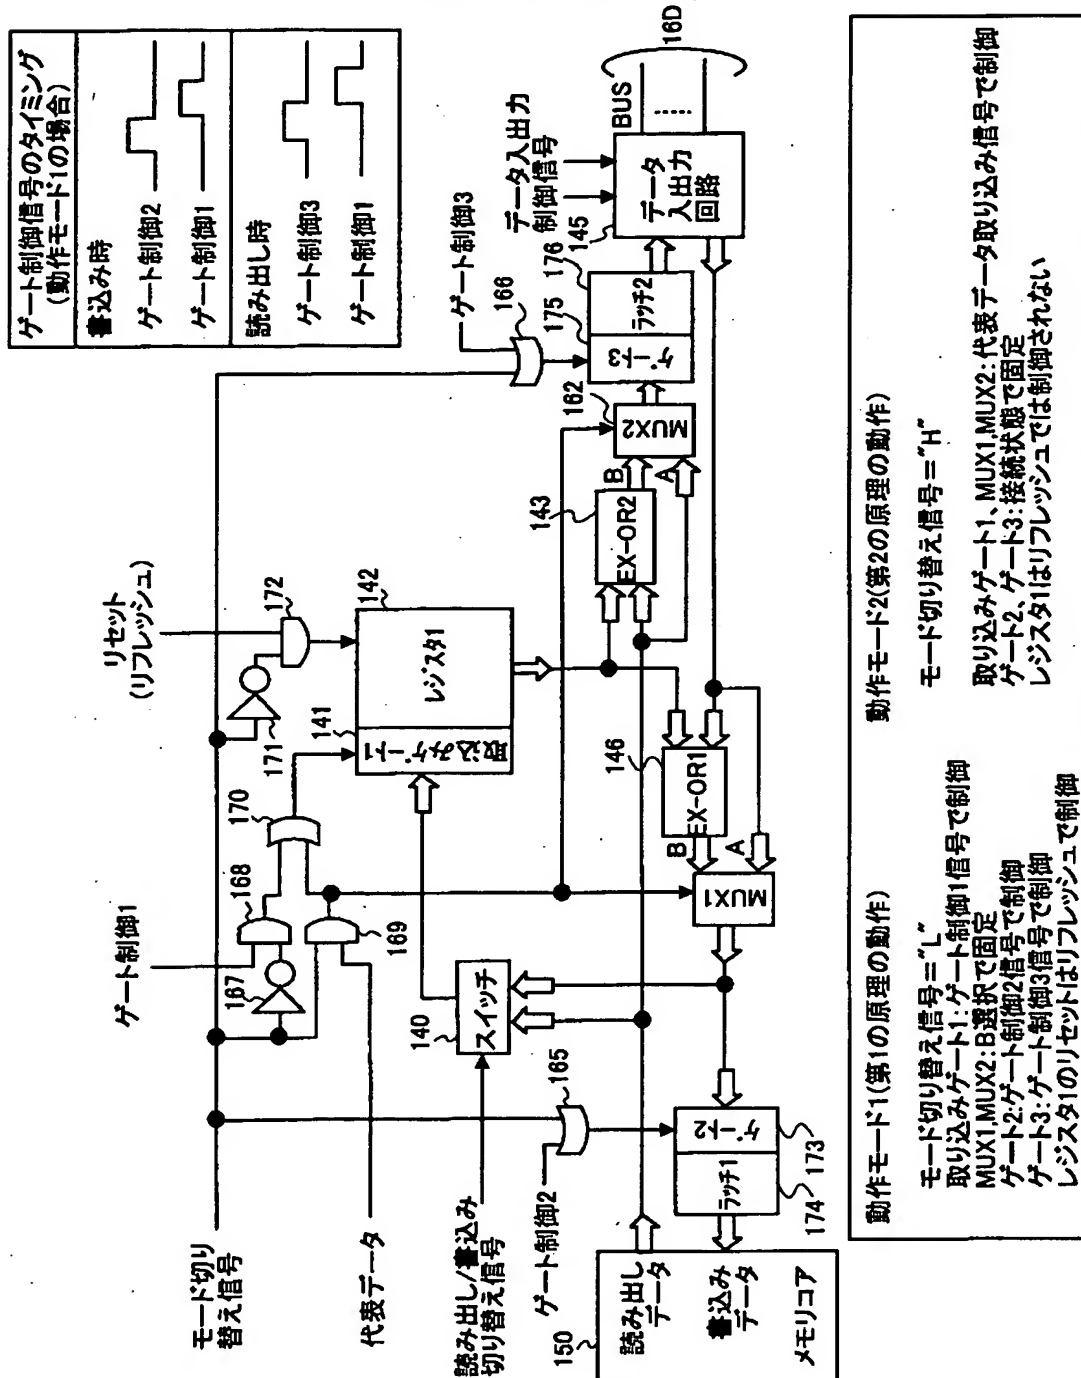 ゲート制御信号のタイミング
(動作モード1の場合)
書込み時
ゲート制御2
ゲート制御1
読み出し時
ゲート制御3
ゲート制御1
モード切り
替え信号
ゲート制御1
リセット
(リフレッシュ)
代表データ
読み出し/書込み
切り替え信号
ゲート制御2
ゲート制御3
データ入出力
制御信号
167
168
169
170
171
172
141
142
取込みゲート1
レジスタ1
140
スイッチ
165
166
143
EX-OR2
B
A
162
MUX2
175
176
ゲート3
ラッチ2
145
データ
入出力
回路
BUS
16D
146
EX-OR1
B
A
MUX1
ゲート2
ラッチ1
173
174
150
読み出し
データ
書込み
データ
メモリコア
動作モード1(第1の原理の動作)
モード切り替え信号="L"
取り込みゲート1:ゲート制御1信号で制御
MUX1,MUX2:B選択で固定
ゲート2:ゲート制御2信号で制御
ゲート3:ゲート制御3信号で制御
レジスタ1のリセットはリフレッシュで制御
動作モード2(第2の原理の動作)
モード切り替え信号="H"
取り込みゲート1、MUX1,MUX2:代表データ取り込み信号で制御
ゲート2、ゲート3:接続状態で固定
レジスタ1はリフレッシュでは制御されない